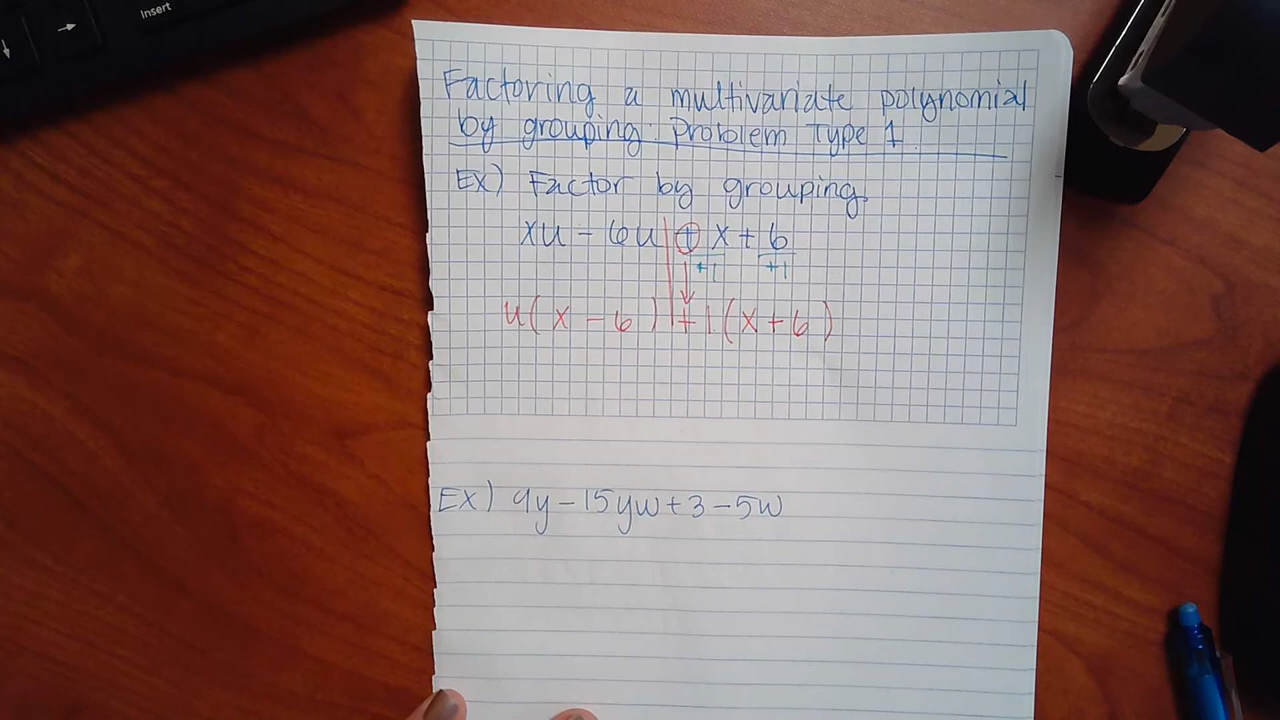 Insert
Factoring a multivariate polynomial
by grouping: Problem Type 1
EX) Factor by grouping.
xu - 6u + x + 6
+1 +1
u(x - 6) + 1(x + 6)
EX) 9y - 15yw + 3 - 5w